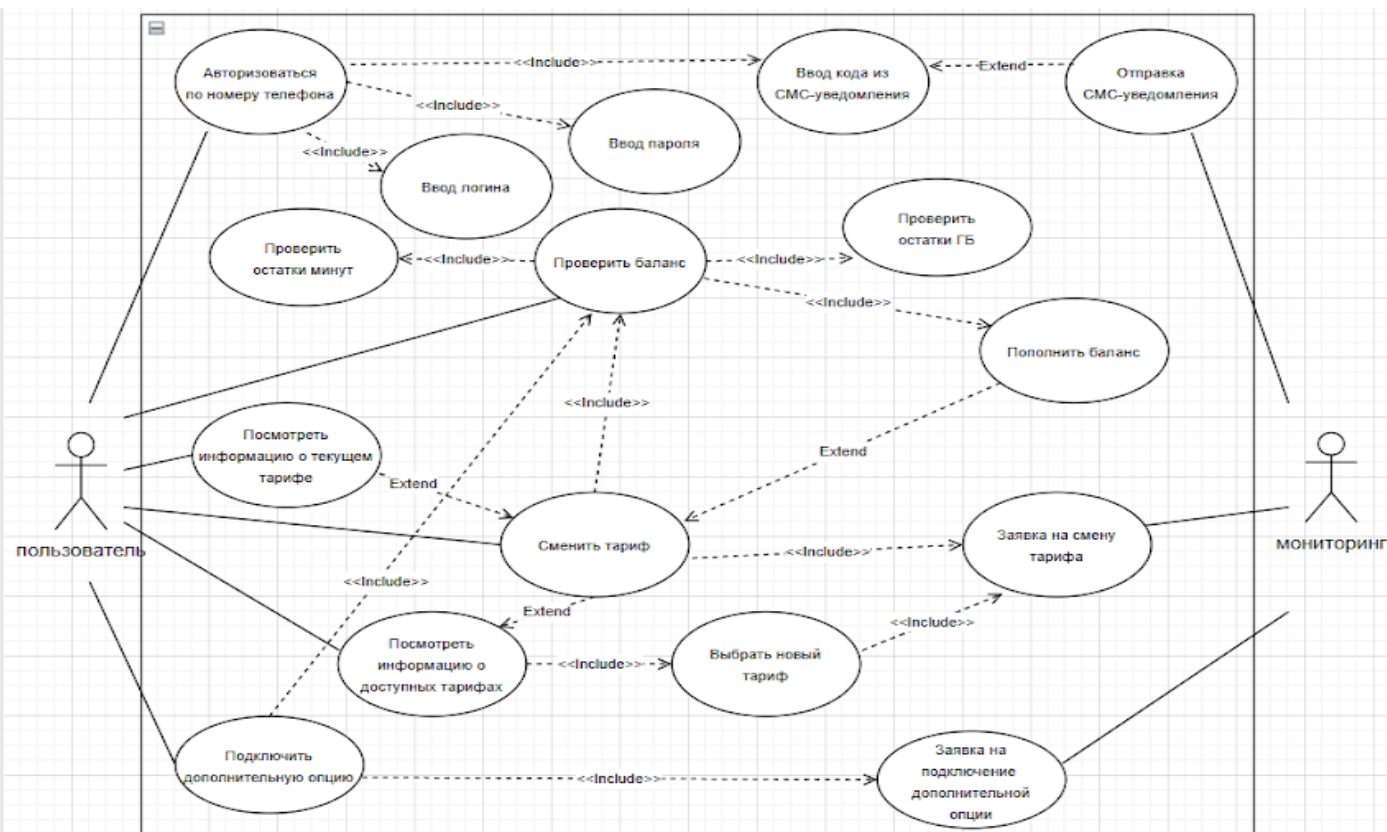 Авторизоваться
по номеру телефона
<<Include>>
Ввод кода из
СМС-уведомления
Extend
Отправка
СМС-уведомления
<<Include>>
Ввод пароля
<<Include>>
Ввод логина
Проверить
остатки минут
<<Include>>
Проверить баланс
<<Include>>
Проверить
остатки ГБ
<<Include>>
Пополнить баланс
<<Include>>
Посмотреть
информацию о текущем
тарифе
Extend
Extend
пользователь
Сменить тариф
<<Include>>
Заявка на смену
тарифа
мониторинг
<<Include>>
Extend
<<Include>>
Посмотреть
информацию о
доступных тарифах
<<Include>>
Выбрать новый
тариф
Подключить
дополнительную опцию
<<Include>>
Заявка на
подключение
дополнительной
опции